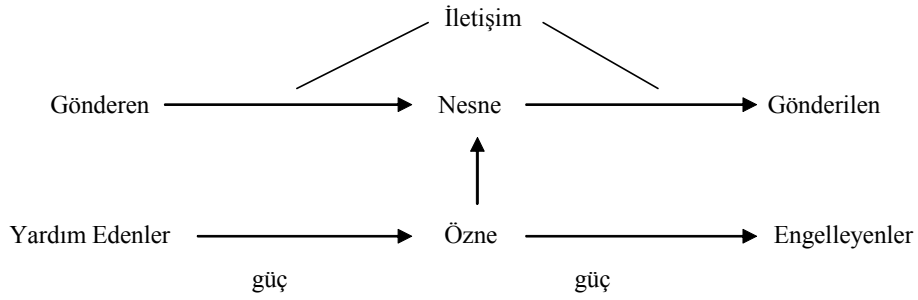 İletişim
Gönderen Nesne Gönderilen
Yardım Edenler Özne Engelleyenler
güç güç